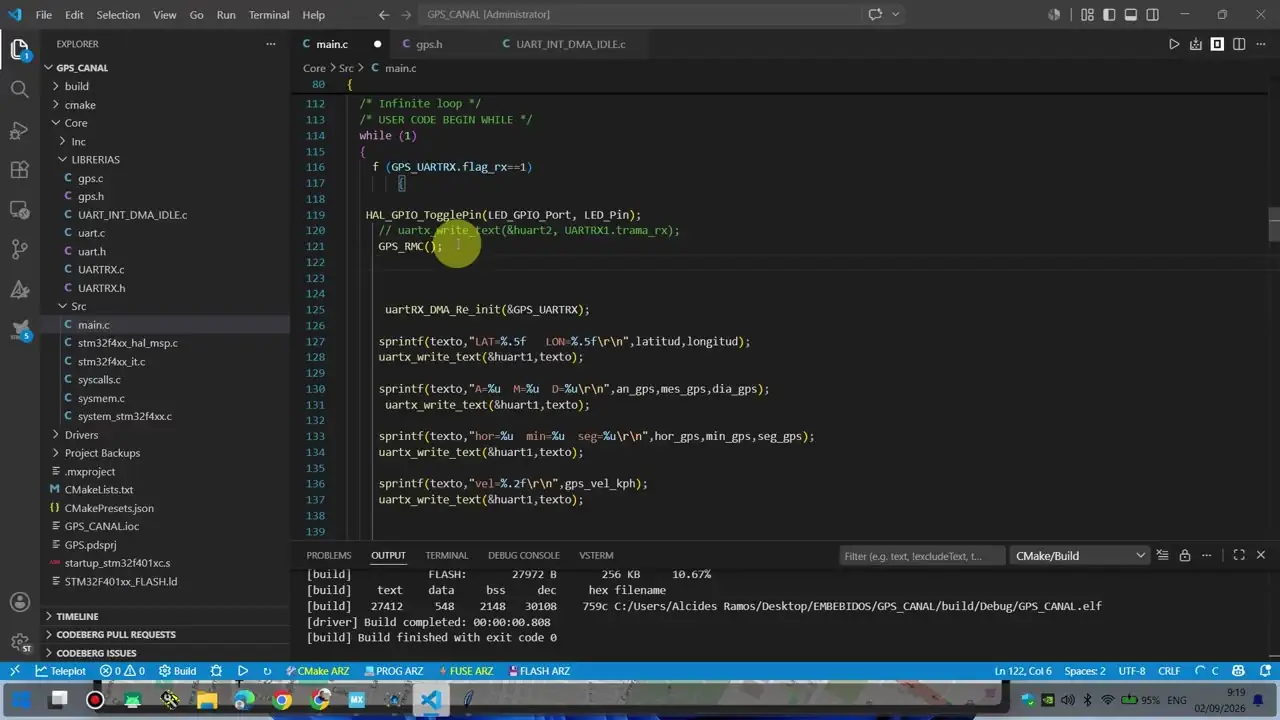 File Edit Selection View Go Run Terminal Help
GPS_CANAL [Administrator]
EXPLORER
main.c
gps.h
UART_INT_DMA_IDLE.c
GPS_CANAL
build
cmake
Core
Inc
LIBRERIAS
gps.c
gps.h
UART_INT_DMA_IDLE.c
uart.c
uart.h
UARTRX.c
UARTRX.h
Src
main.c
stm32f4xx_hal_msp.c
stm32f4xx_it.c
syscalls.c
sysmem.c
system_stm32f4xx.c
Drivers
Project Backups
.mxproject
CMakeLists.txt
CMakePresets.json
GPS_CANAL.ioc
GPS.pdsprj
startup_stm32f401xc.s
STM32F401XX_FLASH.ld
TIMELINE
CODEBERG PULL REQUESTS
CODEBERG ISSUES
Core > Src > C main.c
80 {
112 /* Infinite loop */
113 /* USER CODE BEGIN WHILE */
114 while (1)
115 {
116 f (GPS_UARTRX.flag_rx==1)
117 {
118
119 HAL_GPIO_TogglePin(LED_GPIO_Port, LED_Pin);
120 // uartx_write_text(&huart2, UARTRX1.trama_rx);
121 GPS_RMC();
122
123
124
125 uartRX_DMA_Re_init(&GPS_UARTRX);
126
127 sprintf(texto,"LAT=%.5f   LON=%.5f\r\n",latitud,longitud);
128 uartx_write_text(&huart1,texto);
129
130 sprintf(texto,"A=%u  M=%u  D=%u\r\n",an_gps,mes_gps,dia_gps);
131 uartx_write_text(&huart1,texto);
132
133 sprintf(texto,"hor=%u  min=%u  seg=%u\r\n",hor_gps,min_gps,seg_gps);
134 uartx_write_text(&huart1,texto);
135
136 sprintf(texto,"vel=%.2f\r\n",gps_vel_kph);
137 uartx_write_text(&huart1,texto);
138
139
PROBLEMS OUTPUT TERMINAL DEBUG CONSOLE VSTERM
Filter (e.g. text, !excludeText, t...
CMake/Build
[build] FLASH: 27972 B 256 KB 10.67%
[build] text data bss dec hex filename
[build] 27412 548 2148 30108 759c C:/Users/Alcides Ramos/Desktop/EMBEBIDOS/GPS_CANAL/build/Debug/GPS_CANAL.elf
[driver] Build completed: 00:00:00.808
[build] Build finished with exit code 0
Teleplot 0 0 Build CMake ARZ PROG ARZ FUSE ARZ FLASH ARZ Ln 122, Col 6 Spaces: 2 UTF-8 CRLF C
95% ENG 9:19
02/09/2026